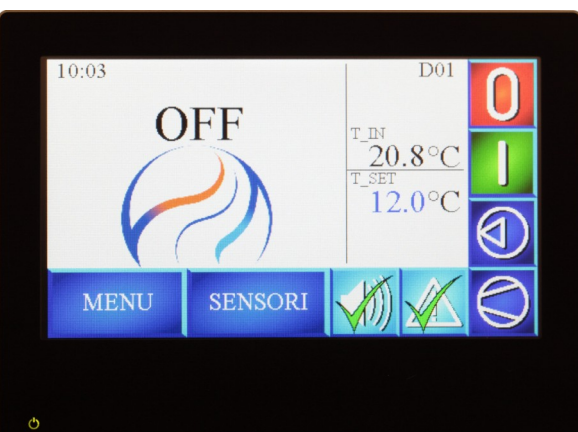 10:03
D01
OFF
T_IN
20.8°C
T_SET
12.0°C
MENU
SENSORI